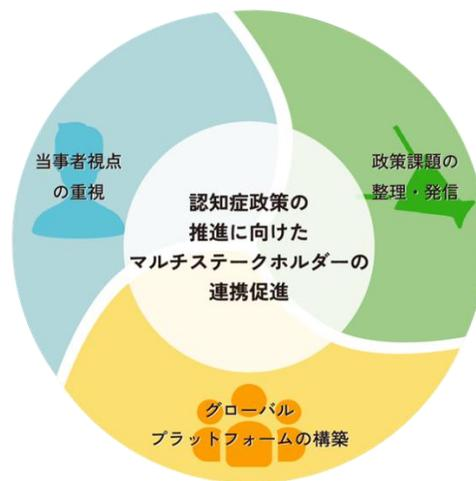 当事者視点
の重視
政策課題の
整理・発信
認知症政策の
推進に向けた
マルチステークホルダーの
連携促進
グローバル
プラットフォームの構築